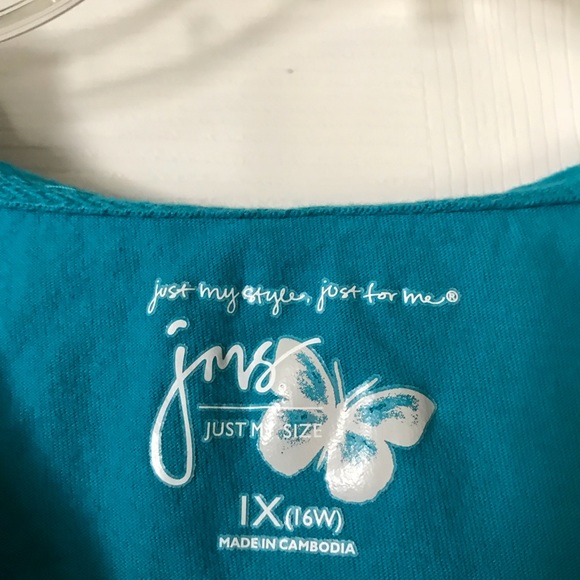 just my style, just for me®
jms.
JUST MY SIZE
1X(16W)
MADE IN CAMBODIA